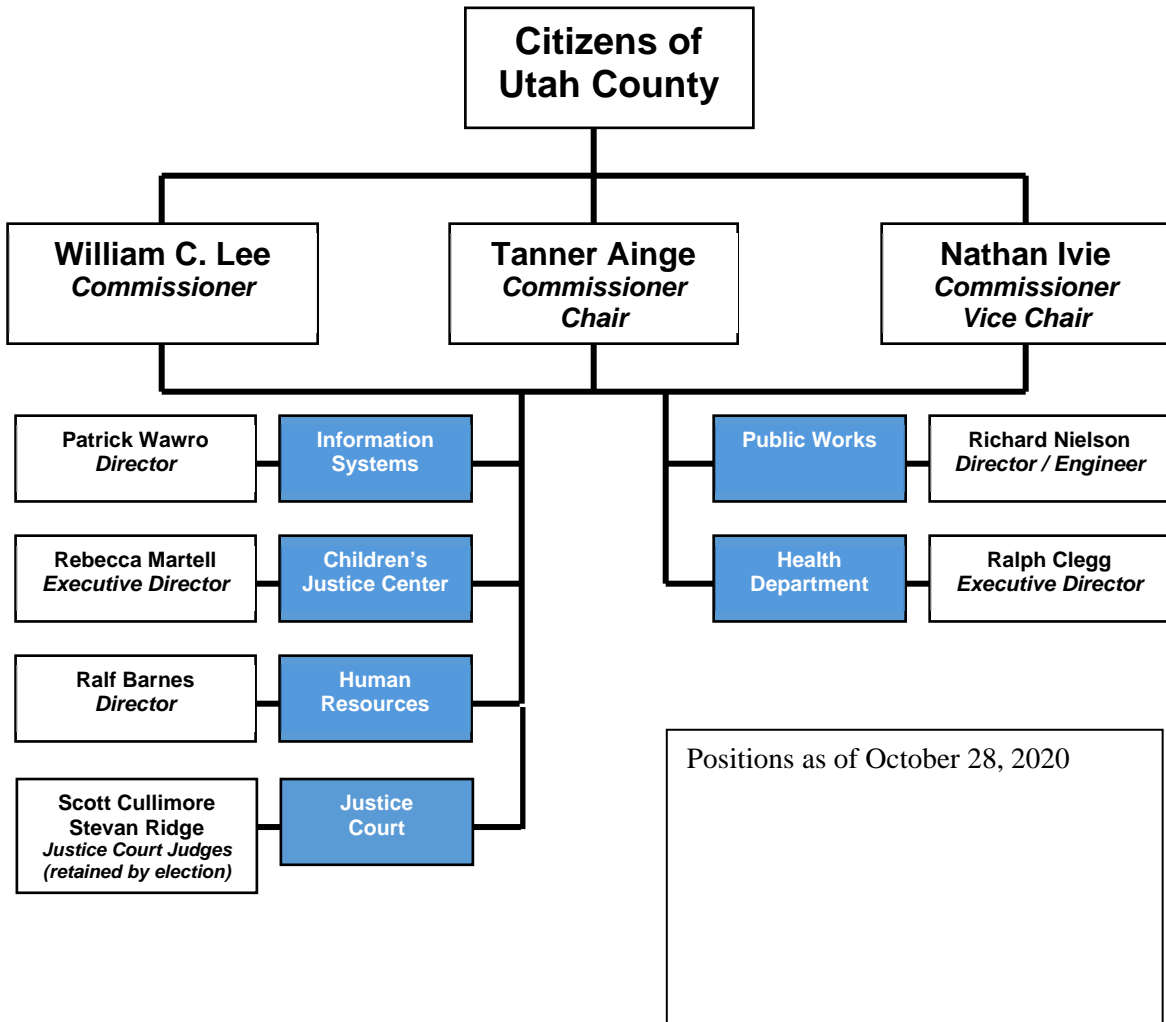 Citizens of
Utah County
William C. Lee
Commissioner
Tanner Ainge
Commissioner
Chair
Nathan Ivie
Commissioner
Vice Chair
Patrick Wawro
Director
Information
Systems
Public Works
Richard Nielson
Director / Engineer
Rebecca Martell
Executive Director
Children’s
Justice Center
Health
Department
Ralph Clegg
Executive Director
Ralf Barnes
Director
Human
Resources
Scott Cullimore
Stevan Ridge
Justice Court Judges
(retained by election)
Justice
Court
Positions as of October 28, 2020